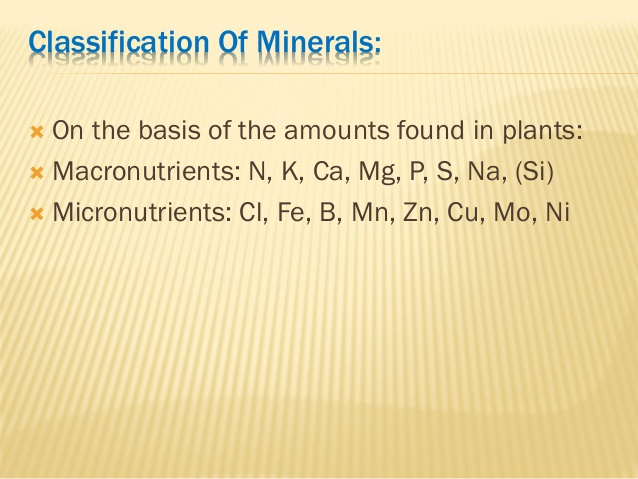 Classification Of Minerals:
On the basis of the amounts found in plants:
Macronutrients: N, K, Ca, Mg, P, S, Na, (Si)
Micronutrients: Cl, Fe, B, Mn, Zn, Cu, Mo, Ni